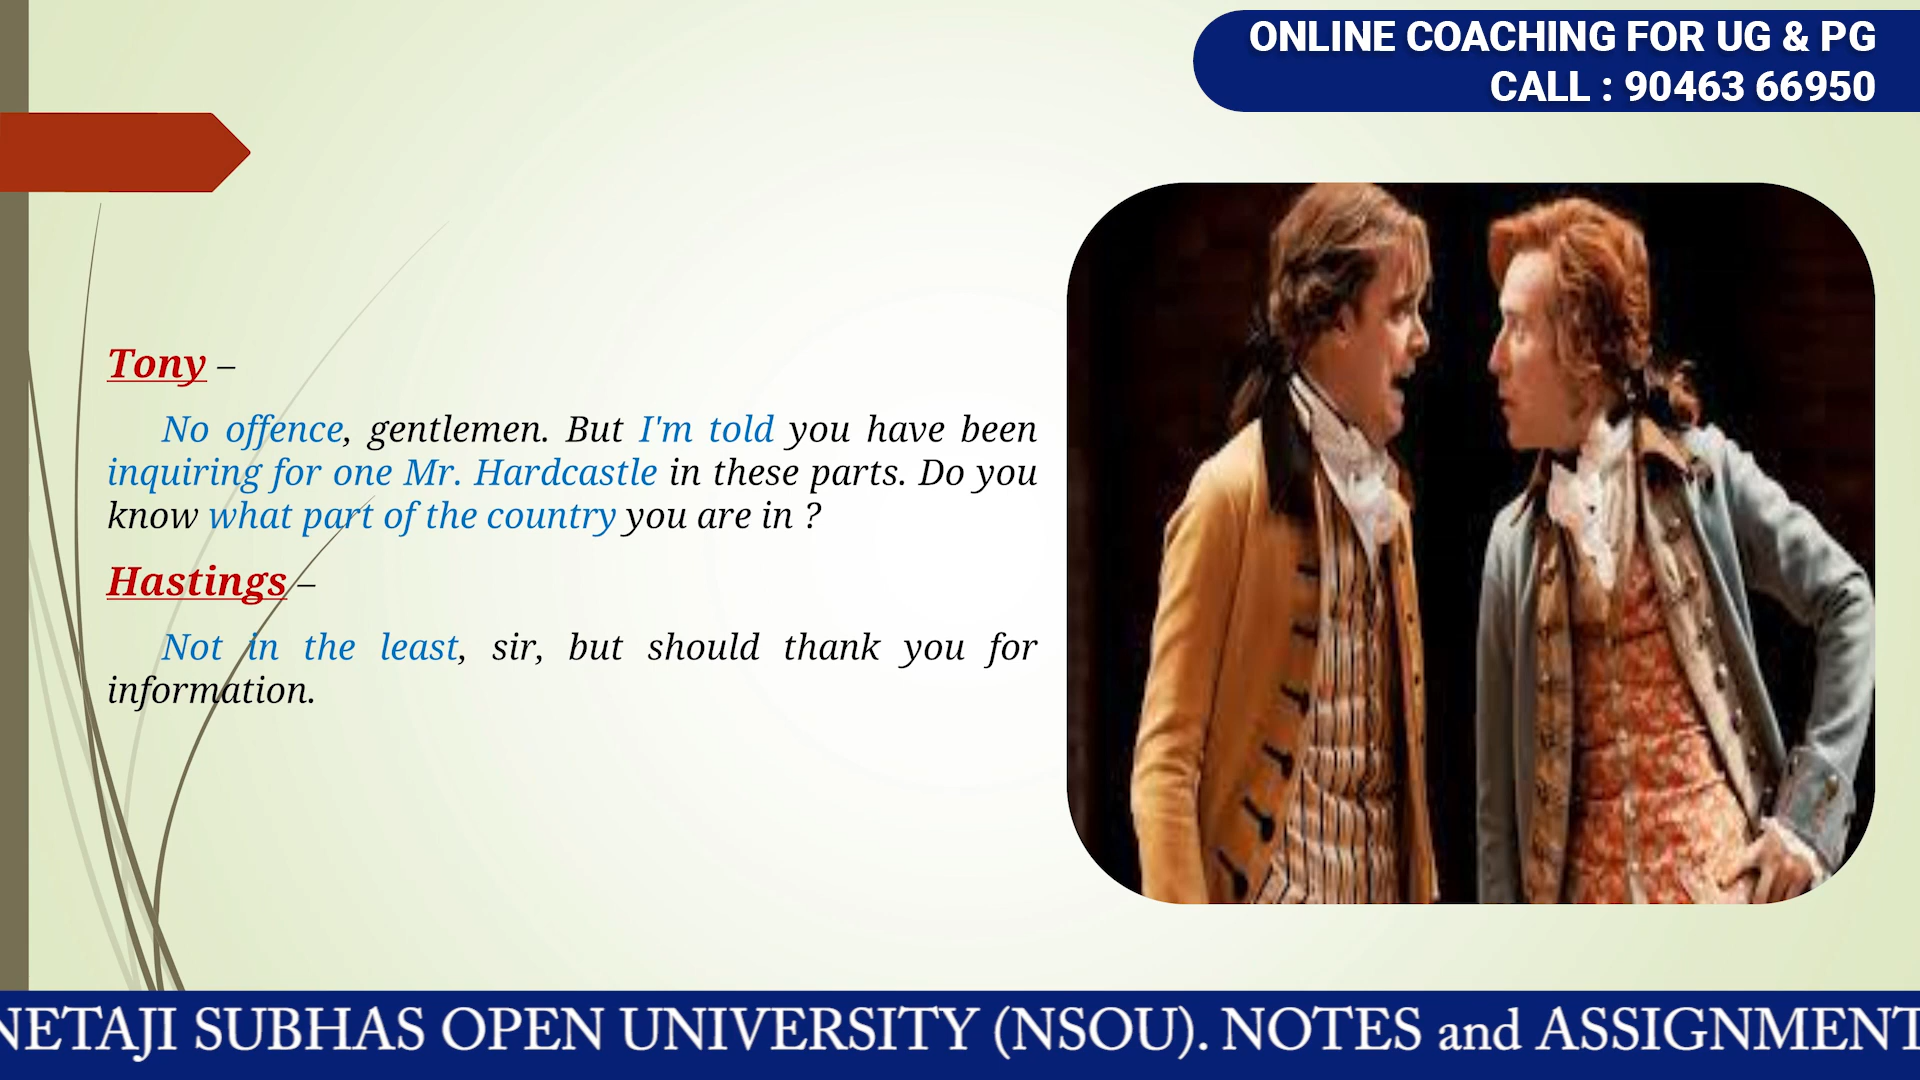 ONLINE COACHING FOR UG & PG
CALL : 90463 66950
Tony –
No offence, gentlemen. But I'm told you have been
inquiring for one Mr. Hardcastle in these parts. Do you
know what part of the country you are in ?
Hastings –
Not in the least, sir, but should thank you for
information.
NETAJI SUBHAS OPEN UNIVERSITY (NSOU). NOTES and ASSIGNMENT